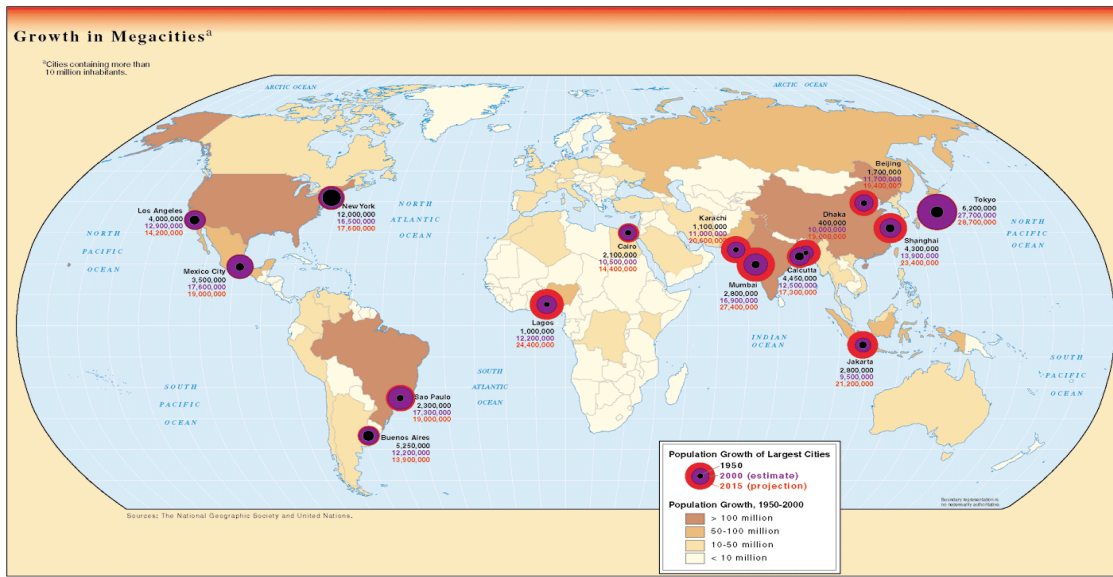 Growth in Megacitiesᵃ
ᵃCities containing more than
10 million inhabitants.
ARCTIC OCEAN
ARCTIC OCEAN
NORTH
ATLANTIC
OCEAN
NORTH
PACIFIC
OCEAN
NORTH
PACIFIC
OCEAN
SOUTH
PACIFIC
OCEAN
SOUTH
ATLANTIC
OCEAN
INDIAN
OCEAN
SOUTH
PACIFIC
OCEAN
Los Angeles
4,000,000
12,900,000
14,200,000
New York
12,000,000
16,500,000
17,600,000
Mexico City
3,500,000
17,600,000
19,000,000
Sao Paulo
2,300,000
17,300,000
19,000,000
Buenos Aires
5,250,000
12,200,000
13,900,000
Cairo
2,100,000
10,500,000
14,400,000
Lagos
1,000,000
12,200,000
24,400,000
Karachi
1,100,000
11,000,000
20,600,000
Mumbai
2,800,000
16,900,000
27,400,000
Dhaka
400,000
10,000,000
Calcutta
4,450,000
12,500,000
17,300,000
Beijing
1,700,000
11,700,000
19,400,000
Shanghai
4,300,000
13,900,000
23,400,000
Tokyo
6,200,000
27,700,000
28,700,000
Jakarta
2,800,000
9,500,000
21,200,000
Population Growth of Largest Cities
1950
2000 (estimate)
2015 (projection)
Population Growth, 1950-2000
> 100 million
50-100 million
10-50 million
< 10 million
Boundary representation is
not necessarily authoritative.
Sources: The National Geographic Society and United Nations.